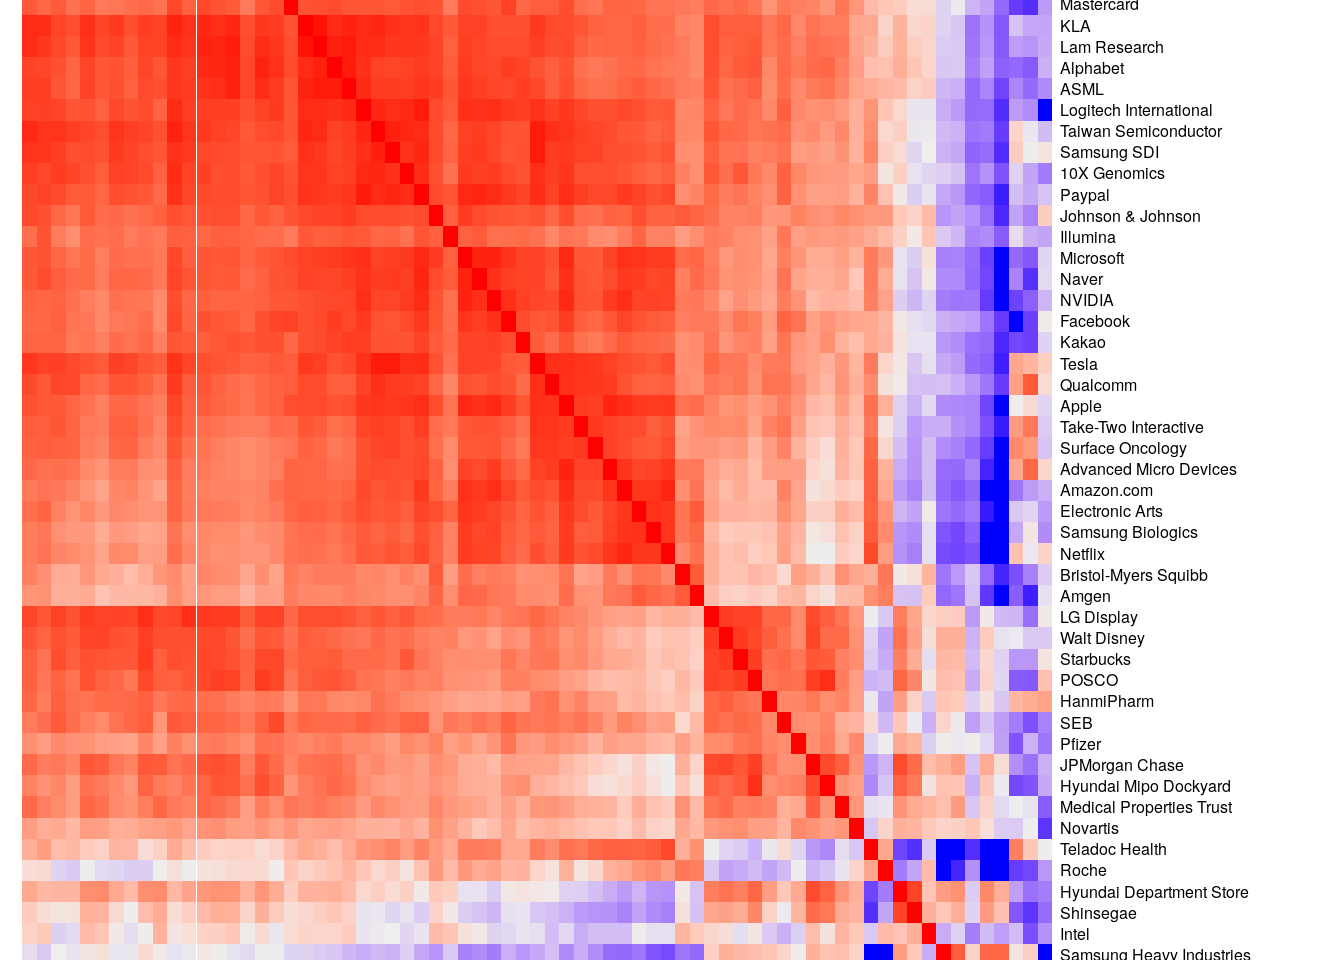 Mastercard
KLA
Lam Research
Alphabet
ASML
Logitech International
Taiwan Semiconductor
Samsung SDI
10X Genomics
Paypal
Johnson & Johnson
Illumina
Microsoft
Naver
NVIDIA
Facebook
Kakao
Tesla
Qualcomm
Apple
Take-Two Interactive
Surface Oncology
Advanced Micro Devices
Amazon.com
Electronic Arts
Samsung Biologics
Netflix
Bristol-Myers Squibb
Amgen
LG Display
Walt Disney
Starbucks
POSCO
HanmiPharm
SEB
Pfizer
JPMorgan Chase
Hyundai Mipo Dockyard
Medical Properties Trust
Novartis
Teladoc Health
Roche
Hyundai Department Store
Shinsegae
Intel
Samsung Heavy Industries